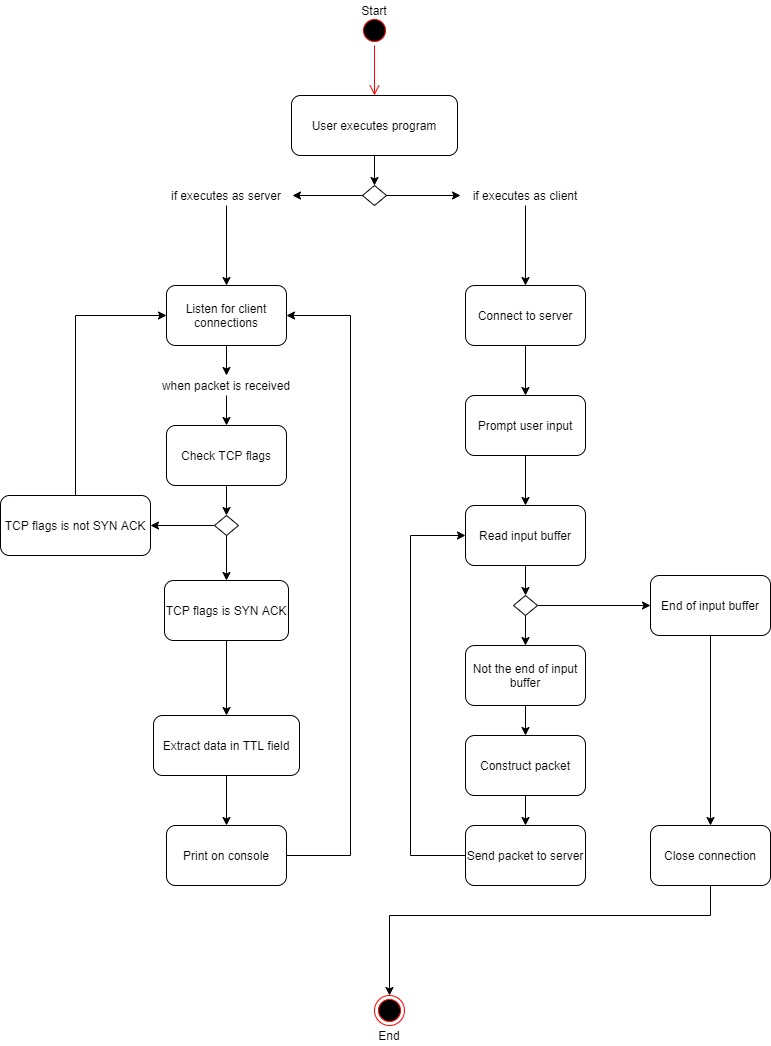 Start
User executes program
if executes as server
if executes as client
Listen for client
connections
Connect to server
when packet is received
Prompt user input
Check TCP flags
TCP flags is not SYN ACK
Read input buffer
TCP flags is SYN ACK
End of input buffer
Not the end of input
buffer
Extract data in TTL field
Construct packet
Print on console
Send packet to server
Close connection
End